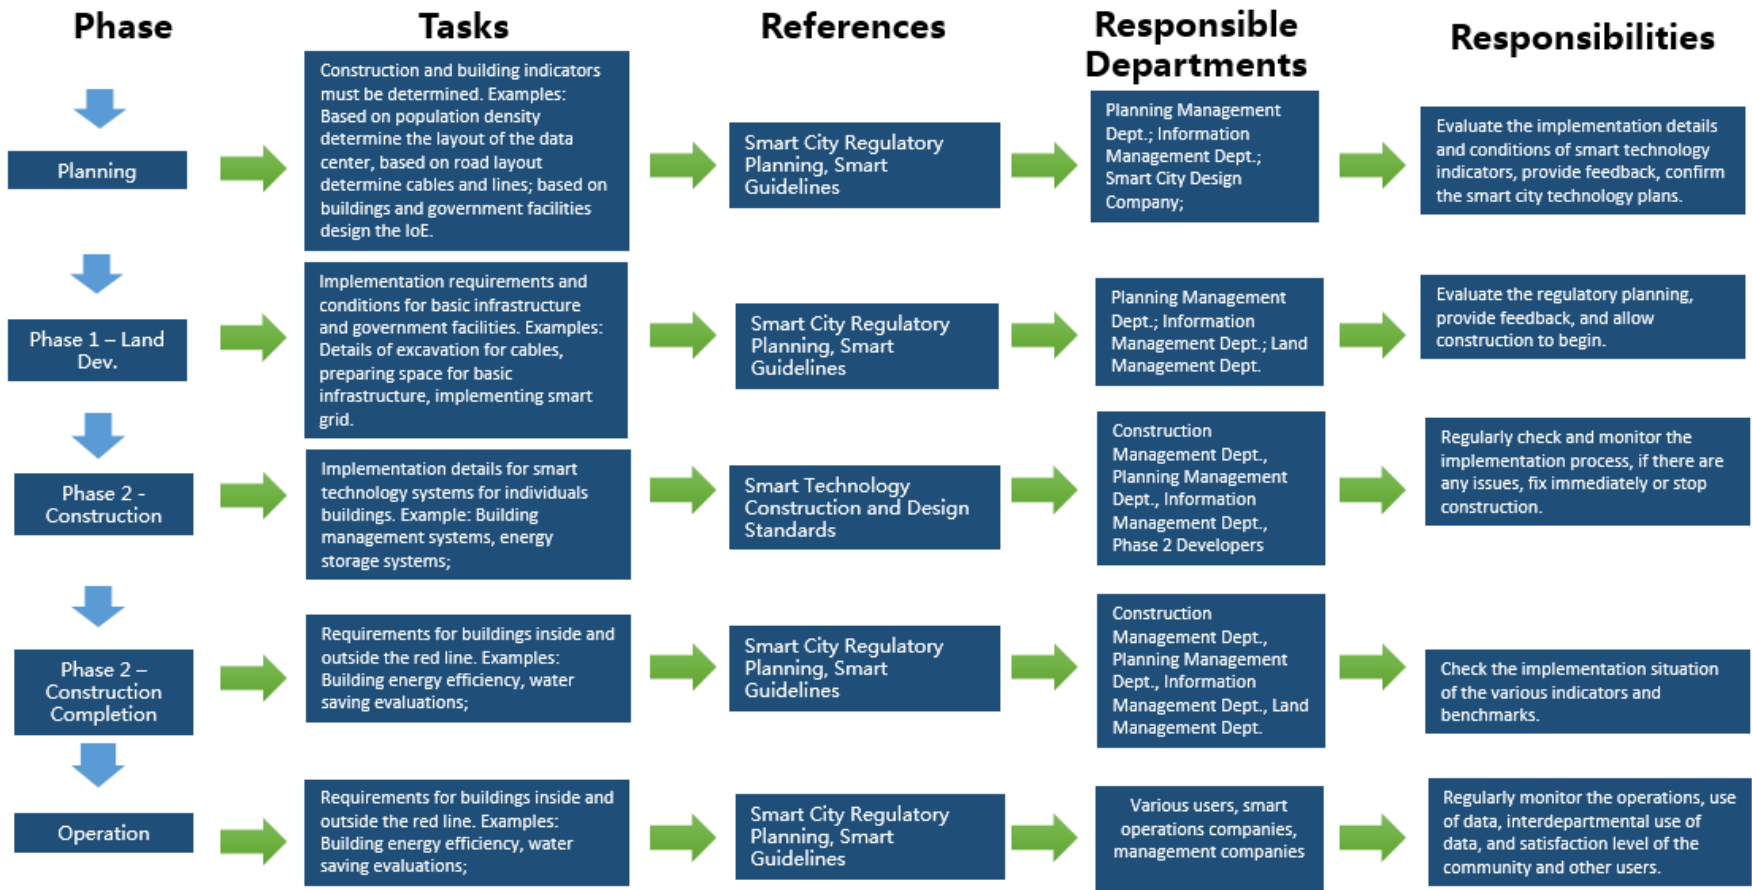 Phase
Tasks
References
Responsible
Departments
Responsibilities
Planning
Construction and building indicators
must be determined. Examples:
Based on population density
determine the layout of the data
center, based on road layout
determine cables and lines; based on
buildings and government facilities
design the IoE.
Smart City Regulatory
Planning, Smart
Guidelines
Planning Management
Dept.; Information
Management Dept.;
Smart City Design
Company;
Evaluate the implementation details
and conditions of smart technology
indicators, provide feedback, confirm
the smart city technology plans.
Phase 1 – Land
Dev.
Implementation requirements and
conditions for basic infrastructure
and government facilities. Examples:
Details of excavation for cables,
preparing space for basic
infrastructure, implementing smart
grid.
Smart City Regulatory
Planning, Smart
Guidelines
Planning Management
Dept.; Information
Management Dept.; Land
Management Dept.
Evaluate the regulatory planning,
provide feedback, and allow
construction to begin.
Phase 2 -
Construction
Implementation details for smart
technology systems for individuals
buildings. Example: Building
management systems, energy
storage systems;
Smart Technology
Construction and Design
Standards
Construction
Management Dept.,
Planning Management
Dept., Information
Management Dept.,
Phase 2 Developers
Regularly check and monitor the
implementation process, if there are
any issues, fix immediately or stop
construction.
Phase 2 –
Construction
Completion
Requirements for buildings inside and
outside the red line. Examples:
Building energy efficiency, water
saving evaluations;
Smart City Regulatory
Planning, Smart
Guidelines
Construction
Management Dept.,
Planning Management
Dept., Information
Management Dept., Land
Management Dept.
Check the implementation situation
of the various indicators and
benchmarks.
Operation
Requirements for buildings inside and
outside the red line. Examples:
Building energy efficiency, water
saving evaluations;
Smart City Regulatory
Planning, Smart
Guidelines
Various users, smart
operations companies,
management companies
Regularly monitor the operations, use
of data, interdepartmental use of
data, and satisfaction level of the
community and other users.